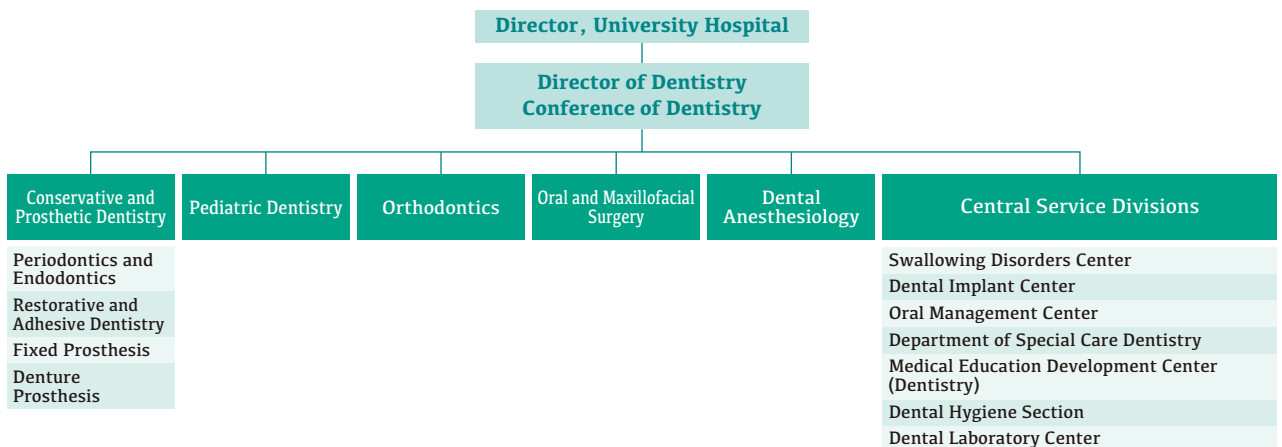 Director, University Hospital
Director of Dentistry
Conference of Dentistry
Conservative and
Prosthetic Dentistry
Pediatric Dentistry
Orthodontics
Oral and Maxillofacial
Surgery
Dental
Anesthesiology
Central Service Divisions
Periodontics and
Endodontics
Restorative and
Adhesive Dentistry
Fixed Prosthesis
Denture
Prosthesis
Swallowing Disorders Center
Dental Implant Center
Oral Management Center
Department of Special Care Dentistry
Medical Education Development Center
(Dentistry)
Dental Hygiene Section
Dental Laboratory Center